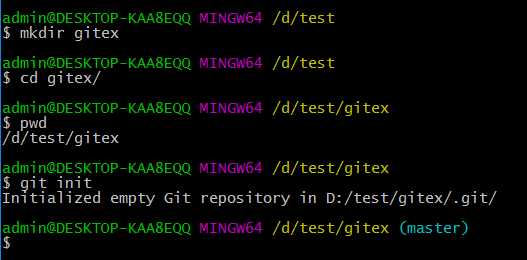 admin@DESKTOP-KAA8EQQ MINGW64 /d/test
$ mkdir gitex
admin@DESKTOP-KAA8EQQ MINGW64 /d/test
$ cd gitex/
admin@DESKTOP-KAA8EQQ MINGW64 /d/test/gitex
$ pwd
/d/test/gitex
admin@DESKTOP-KAA8EQQ MINGW64 /d/test/gitex
$ git init
Initialized empty Git repository in D:/test/gitex/.git/
admin@DESKTOP-KAA8EQQ MINGW64 /d/test/gitex (master)
$